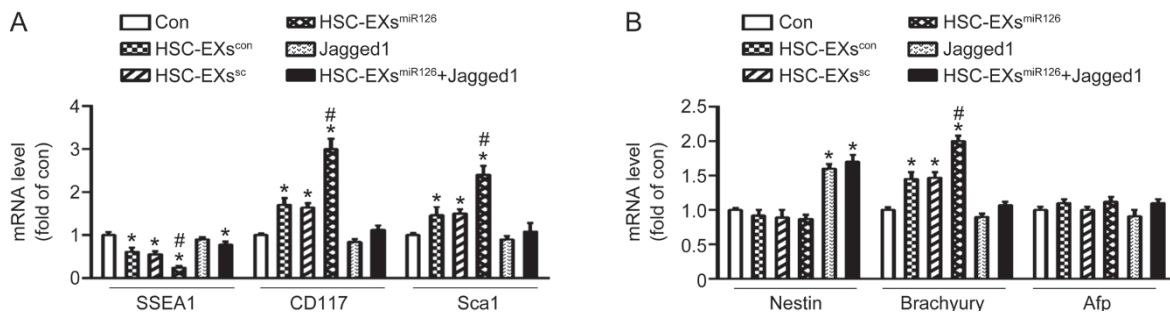 A
Con
HSC-EXsᶜᵒⁿ
HSC-EXsˢᶜ
HSC-EXsᵐⁱᴿ¹²⁶
Jagged1
HSC-EXsᵐⁱᴿ¹²⁶+Jagged1
mRNA level
(fold of con)
4
3
2
1
0
* * # * *
* * # *
* * # *
SSEA1 CD117 Sca1
B
Con
HSC-EXsᶜᵒⁿ
HSC-EXsˢᶜ
HSC-EXsᵐⁱᴿ¹²⁶
Jagged1
HSC-EXsᵐⁱᴿ¹²⁶+Jagged1
mRNA level
(fold of con)
2.5
2.0
1.5
1.0
0.5
0.0
* *
* * # *
Nestin Brachyury Afp